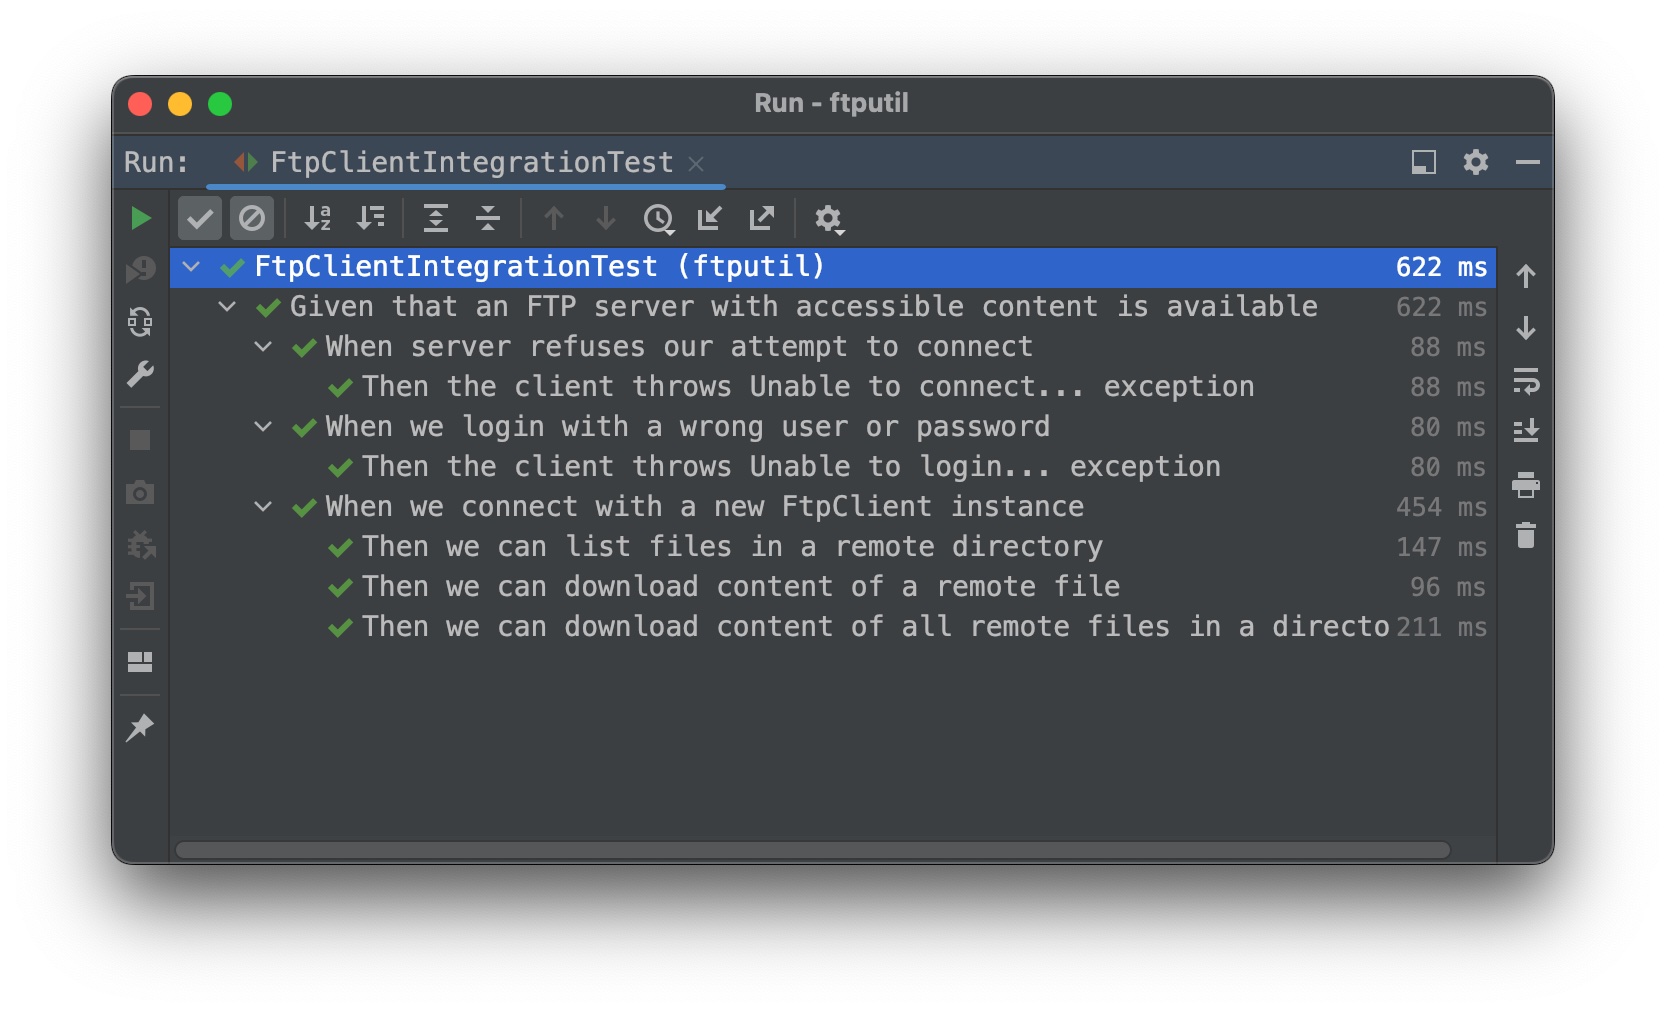 Run - ftputil
Run: FtpClientIntegrationTest
FtpClientIntegrationTest (ftputil) 622 ms
Given that an FTP server with accessible content is available 622 ms
When server refuses our attempt to connect 88 ms
Then the client throws Unable to connect... exception 88 ms
When we login with a wrong user or password 80 ms
Then the client throws Unable to login... exception 80 ms
When we connect with a new FtpClient instance 454 ms
Then we can list files in a remote directory 147 ms
Then we can download content of a remote file 96 ms
Then we can download content of all remote files in a directo 211 ms